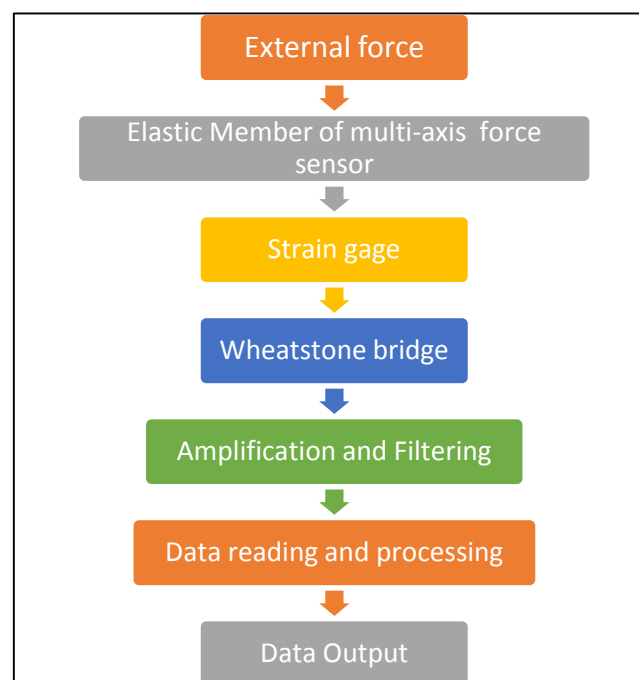 External force
Elastic Member of multi-axis force
sensor
Strain gage
Wheatstone bridge
Amplification and Filtering
Data reading and processing
Data Output